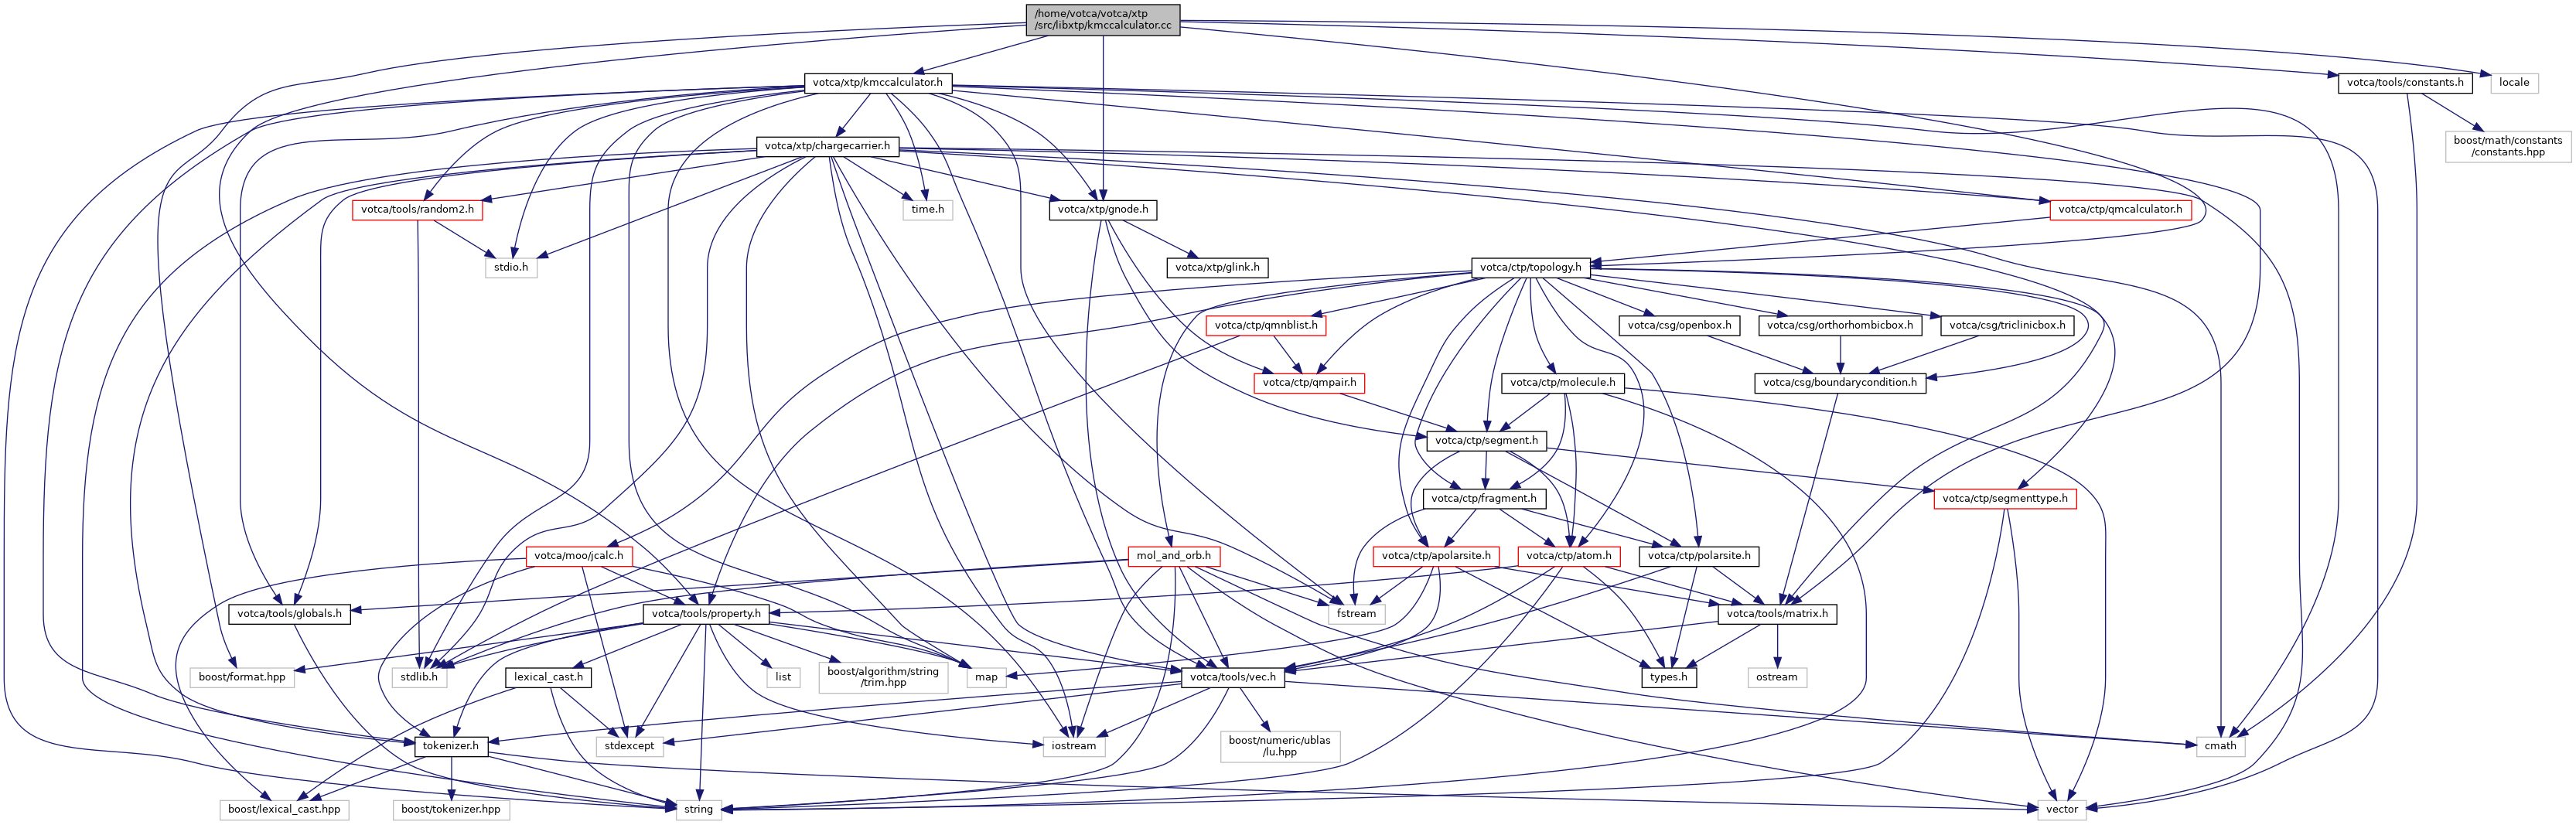 /home/votca/votca/xtp
/src/libxtp/kmccalculator.cc
votca/xtp/kmccalculator.h
votca/tools/constants.h
locale
votca/xtp/chargecarrier.h
boost/math/constants
/constants.hpp
votca/tools/random2.h
time.h
votca/xtp/gnode.h
votca/ctp/qmcalculator.h
stdio.h
votca/xtp/glink.h
votca/ctp/topology.h
votca/ctp/qmnblist.h
votca/csg/openbox.h
votca/csg/orthorhombicbox.h
votca/csg/triclinicbox.h
votca/ctp/qmpair.h
votca/ctp/molecule.h
votca/csg/boundarycondition.h
votca/ctp/segment.h
votca/ctp/fragment.h
votca/ctp/segmenttype.h
votca/moo/jcalc.h
mol_and_orb.h
votca/ctp/apolarsite.h
votca/ctp/atom.h
votca/ctp/polarsite.h
votca/tools/globals.h
votca/tools/property.h
fstream
votca/tools/matrix.h
boost/format.hpp
stdlib.h
lexical_cast.h
list
boost/algorithm/string
/trim.hpp
map
votca/tools/vec.h
types.h
ostream
tokenizer.h
stdexcept
iostream
boost/numeric/ublas
/lu.hpp
cmath
boost/lexical_cast.hpp
boost/tokenizer.hpp
string
vector